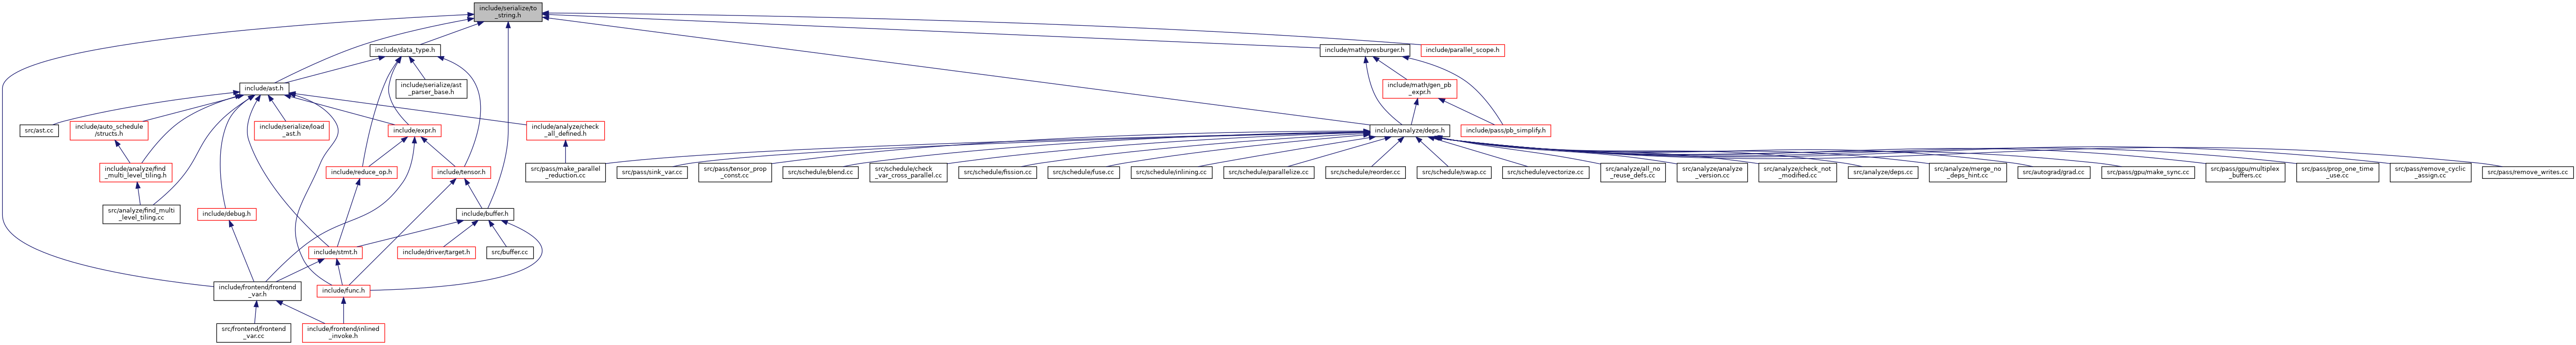 include/serialize/to
_string.h
include/data_type.h
include/math/presburger.h
include/parallel_scope.h
include/ast.h
include/serialize/ast
_parser_base.h
include/math/gen_pb
_expr.h
src/ast.cc
include/auto_schedule
/structs.h
include/serialize/load
_ast.h
include/expr.h
include/analyze/check
_all_defined.h
include/analyze/deps.h
include/pass/pb_simplify.h
include/analyze/find
_multi_level_tiling.h
include/reduce_op.h
include/tensor.h
src/pass/make_parallel
_reduction.cc
src/pass/sink_var.cc
src/pass/tensor_prop
_const.cc
src/schedule/blend.cc
src/schedule/check
_var_cross_parallel.cc
src/schedule/fission.cc
src/schedule/fuse.cc
src/schedule/inlining.cc
src/schedule/parallelize.cc
src/schedule/reorder.cc
src/schedule/swap.cc
src/schedule/vectorize.cc
src/analyze/all_no
_reuse_defs.cc
src/analyze/analyze
_version.cc
src/analyze/check_not
_modified.cc
src/analyze/deps.cc
src/analyze/merge_no
_deps_hint.cc
src/autograd/grad.cc
src/pass/gpu/make_sync.cc
src/pass/gpu/multiplex
_buffers.cc
src/pass/prop_one_time
_use.cc
src/pass/remove_cyclic
_assign.cc
src/pass/remove_writes.cc
src/analyze/find_multi
_level_tiling.cc
include/debug.h
include/buffer.h
include/stmt.h
include/driver/target.h
src/buffer.cc
include/frontend/frontend
_var.h
include/func.h
src/frontend/frontend
_var.cc
include/frontend/inlined
_invoke.h